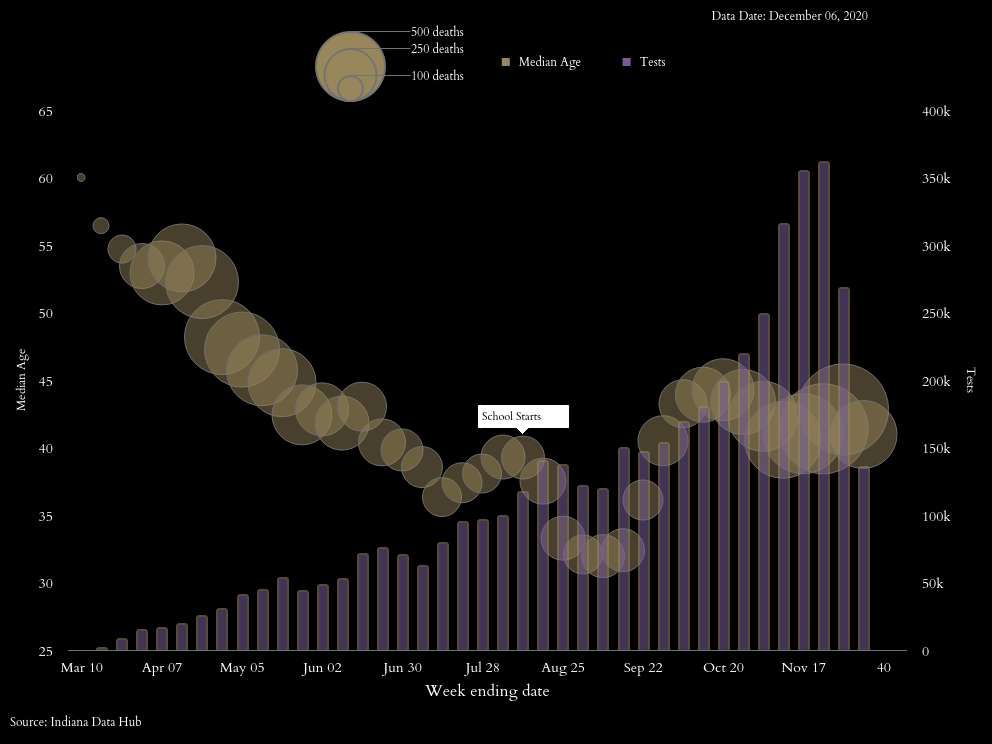 Data Date: December 06, 2020
500 deaths
250 deaths
100 deaths
Median Age
Tests
65
60
55
50
45
40
35
30
25
400k
350k
300k
250k
200k
150k
100k
50k
0
Median Age
Tests
School Starts
Mar 10 Apr 07 May 05 Jun 02 Jun 30 Jul 28 Aug 25 Sep 22 Oct 20 Nov 17 40
Week ending date
Source: Indiana Data Hub